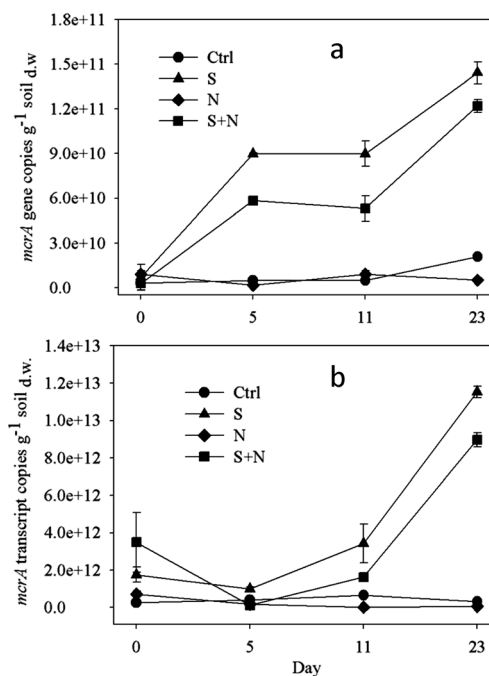 a
mcrA gene copies g-1 soil d.w
1.8e+11
1.5e+11
1.2e+11
9.0e+10
6.0e+10
3.0e+10
0.0
Ctrl
S
N
S+N
0 5 11 23
b
mcrA transcript copies g-1 soil d.w.
1.4e+13
1.2e+13
1.0e+13
8.0e+12
6.0e+12
4.0e+12
2.0e+12
0.0
Ctrl
S
N
S+N
0 5 11 23
Day